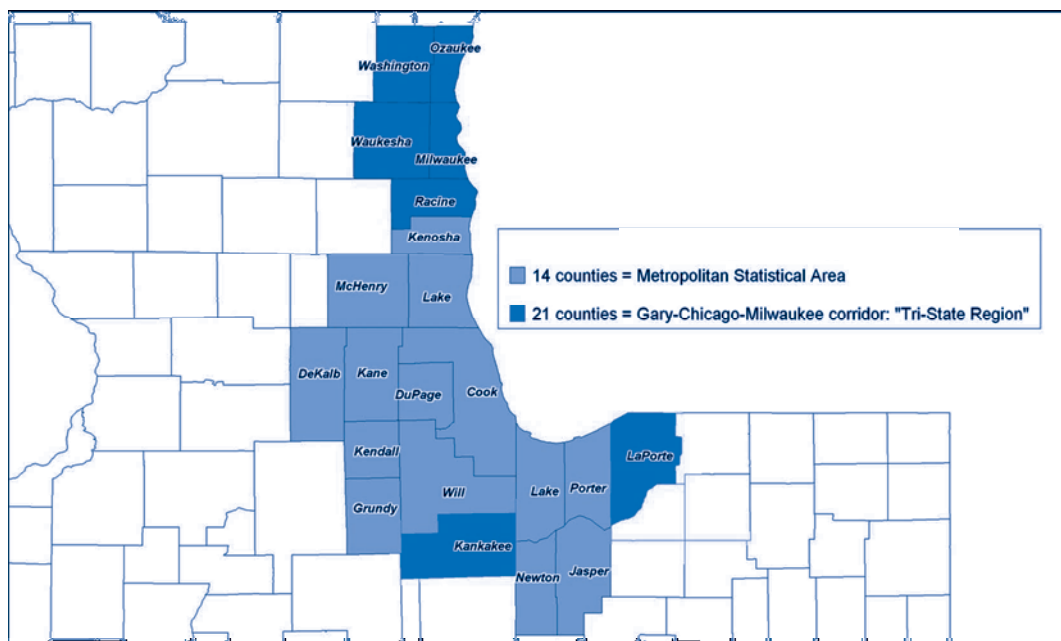 Ozaukee
Washington
Waukesha
Milwaukee
Racine
Kenosha
14 counties = Metropolitan Statistical Area
McHenry
Lake
21 counties = Gary-Chicago-Milwaukee corridor: "Tri-State Region"
DeKalb
Kane
DuPage
Cook
Kendall
LaPorte
Will
Lake
Porter
Grundy
Kankakee
Newton
Jasper